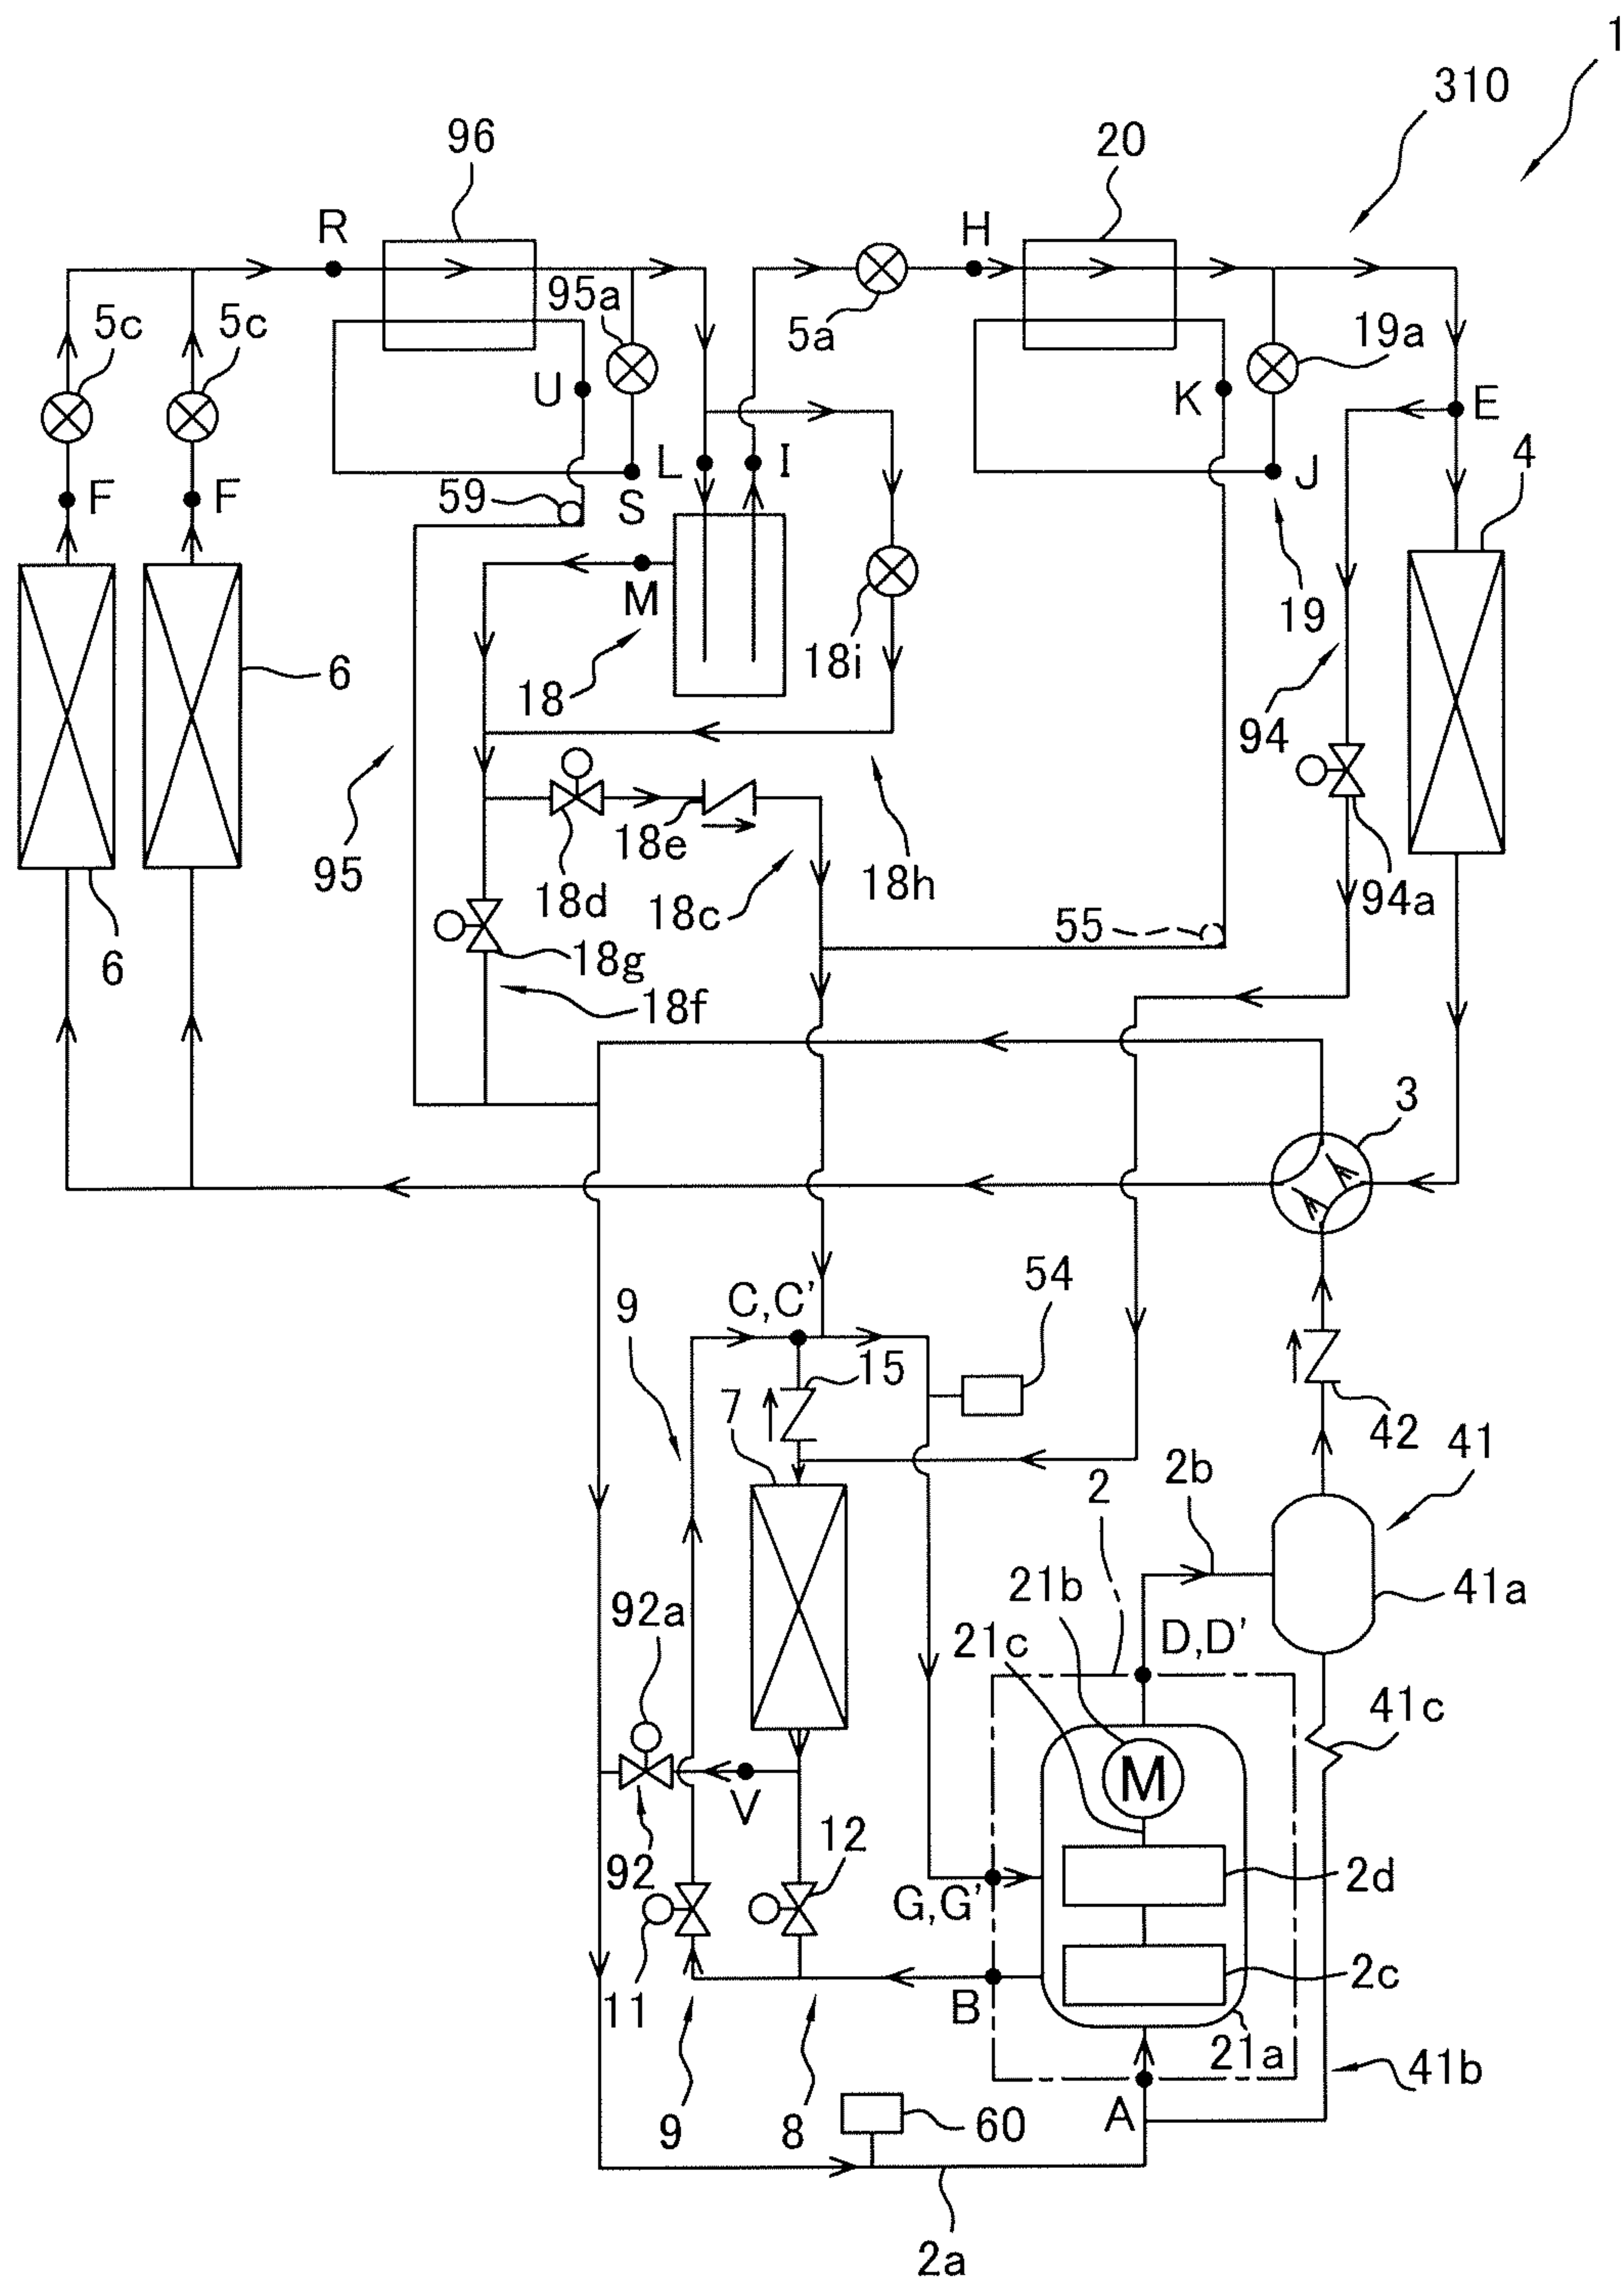 1
310
96
20
R
H
95a
5c
5c
5a
19a
U
K
E
L
I
J
4
F
F
59
S
M
19
18i
6
18
94
18e
95
18d
18c
18h
94a
55
6
18g
18f
3
54
C,C'
9
15
7
42
41
2b
2
21b
41a
92a
D,D'
21c
41c
M
V
12
92
2d
G,G'
2c
11
B
21a
41b
A
9
8
60
2a